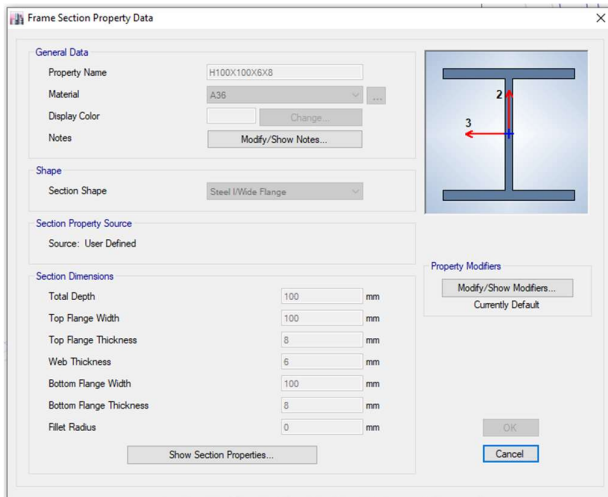 Frame Section Property Data
General Data
Property Name H100X100X6X8
Material A36 ...
Display Color Change...
Notes Modify/Show Notes...
2
3
Shape
Section Shape Steel I/Wide Flange
Section Property Source
Source: User Defined
Section Dimensions
Total Depth 100 mm
Top Flange Width 100 mm
Top Flange Thickness 8 mm
Web Thickness 6 mm
Bottom Flange Width 100 mm
Bottom Flange Thickness 8 mm
Fillet Radius 0 mm
Show Section Properties...
Property Modifiers
Modify/Show Modifiers...
Currently Default
OK
Cancel